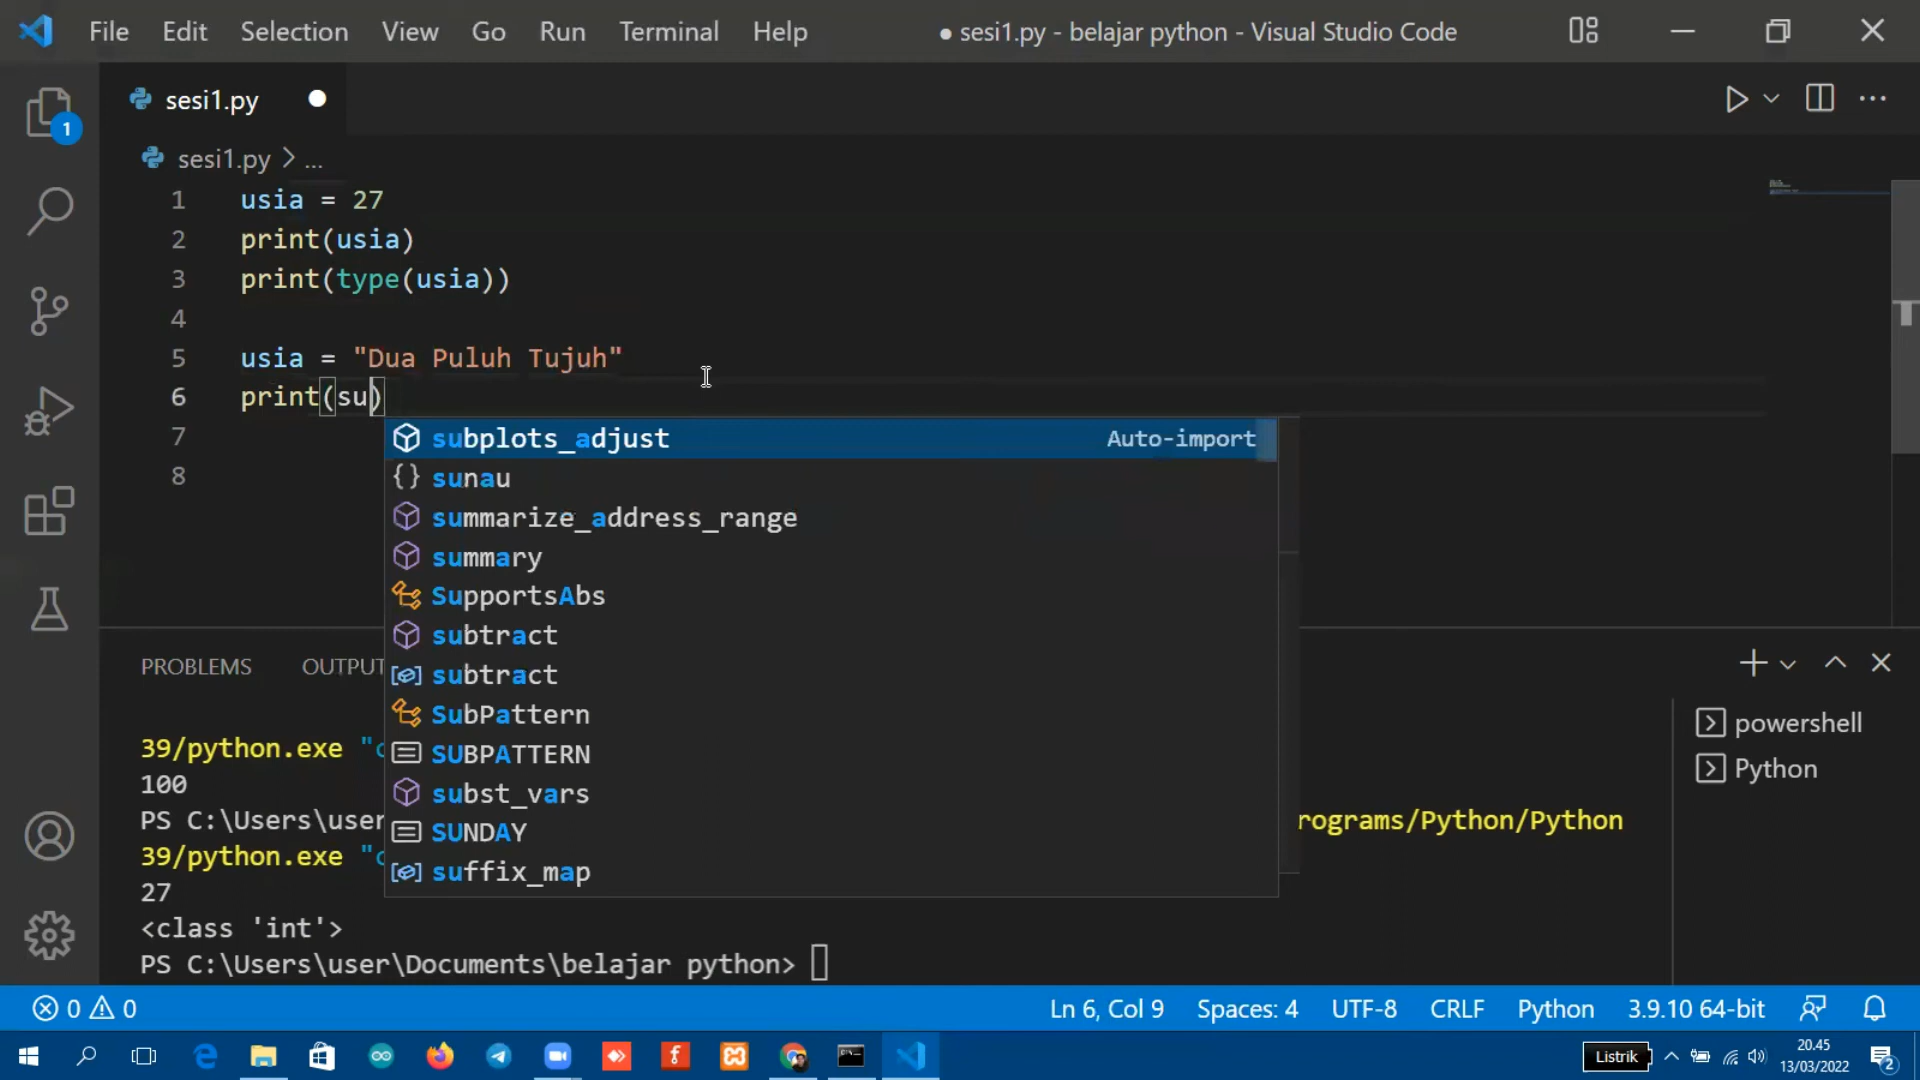 File Edit Selection View Go Run Terminal Help ● sesi1.py - belajar python - Visual Studio Code
sesi1.py
1
sesi1.py > ...
1 usia = 27
2 print(usia)
3 print(type(usia))
4
5 usia = "Dua Puluh Tujuh"
6 print(su)
7
8
subplots_adjust Auto-import
sunau
summarize_address_range
summary
SupportsAbs
subtract
subtract
SubPattern
SUBPATTERN
subst_vars
SUNDAY
suffix_map
PROBLEMS OUTPUT
39/python.exe "c
100
PS C:\Users\user rograms/Python/Python
39/python.exe "c
27
<class 'int'>
PS C:\Users\user\Documents\belajar python>
powershell
Python
0 0 Ln 6, Col 9 Spaces: 4 UTF-8 CRLF Python 3.9.10 64-bit
Listrik 20.45
13/03/2022 2